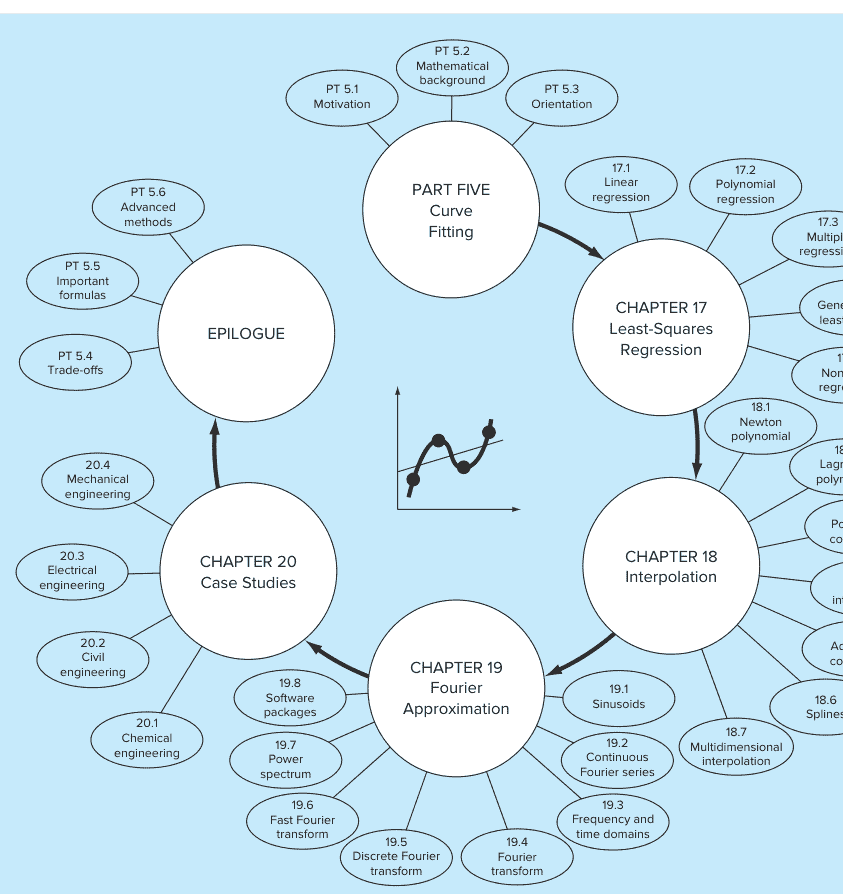 PT 5.1
Motivation
PT 5.2
Mathematical
background
PT 5.3
Orientation
PART FIVE
Curve
Fitting
17.1
Linear
regression
17.2
Polynomial
regression
17.3
CHAPTER 17
Least-Squares
Regression
18.1
Newton
polynomial
CHAPTER 18
Interpolation
18.6
Splines
18.7
Multidimensional
interpolation
CHAPTER 19
Fourier
Approximation
19.1
Sinusoids
19.2
Continuous
Fourier series
19.3
Frequency and
time domains
19.4
Fourier
transform
19.5
Discrete Fourier
transform
19.6
Fast Fourier
transform
19.7
Power
spectrum
19.8
Software
packages
CHAPTER 20
Case Studies
20.1
Chemical
engineering
20.2
Civil
engineering
20.3
Electrical
engineering
20.4
Mechanical
engineering
EPILOGUE
PT 5.4
Trade-offs
PT 5.5
Important
formulas
PT 5.6
Advanced
methods